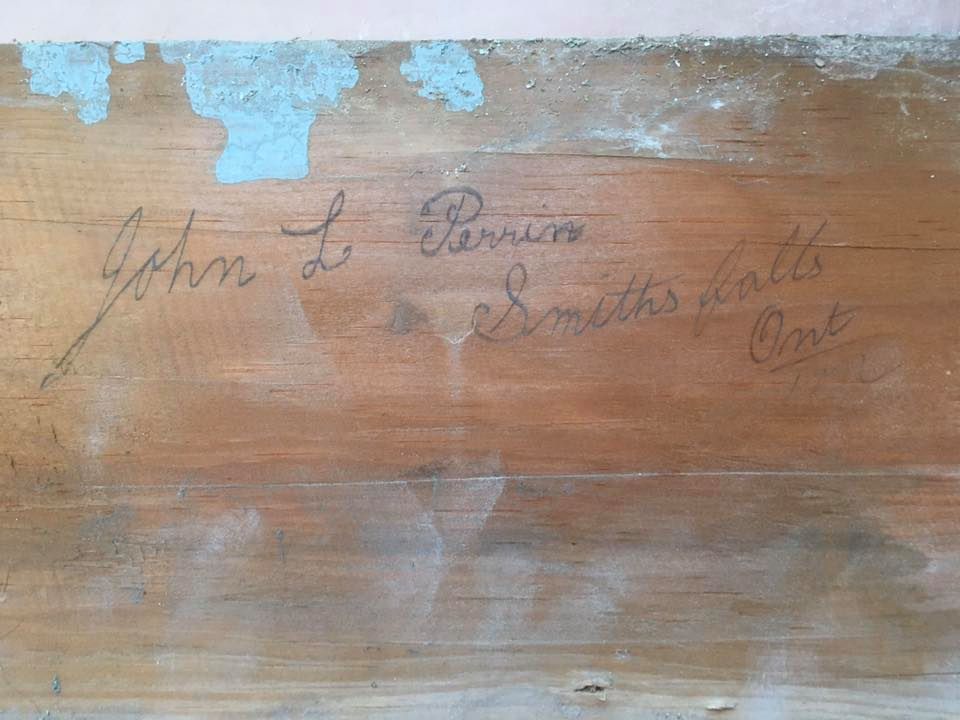 John L Perrin
Smiths Falls
Ont